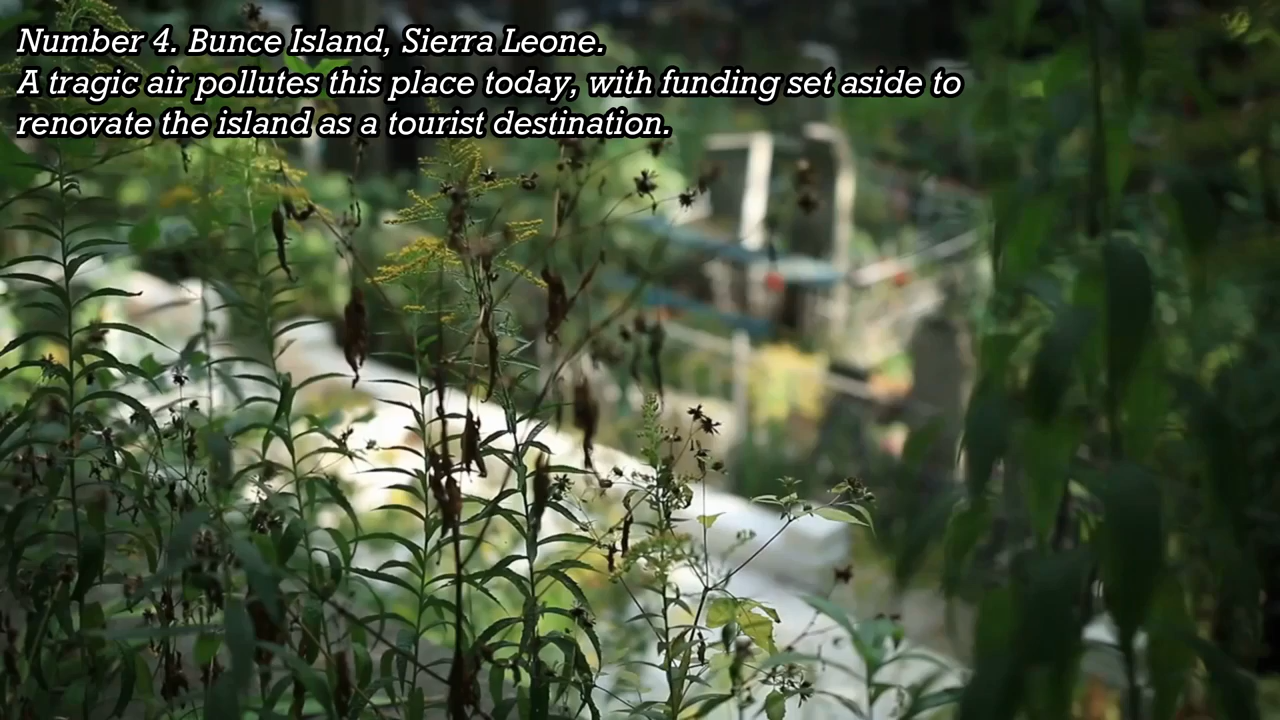 Number 4. Bunce Island, Sierra Leone.
A tragic air pollutes this place today, with funding set aside to
renovate the island as a tourist destination.